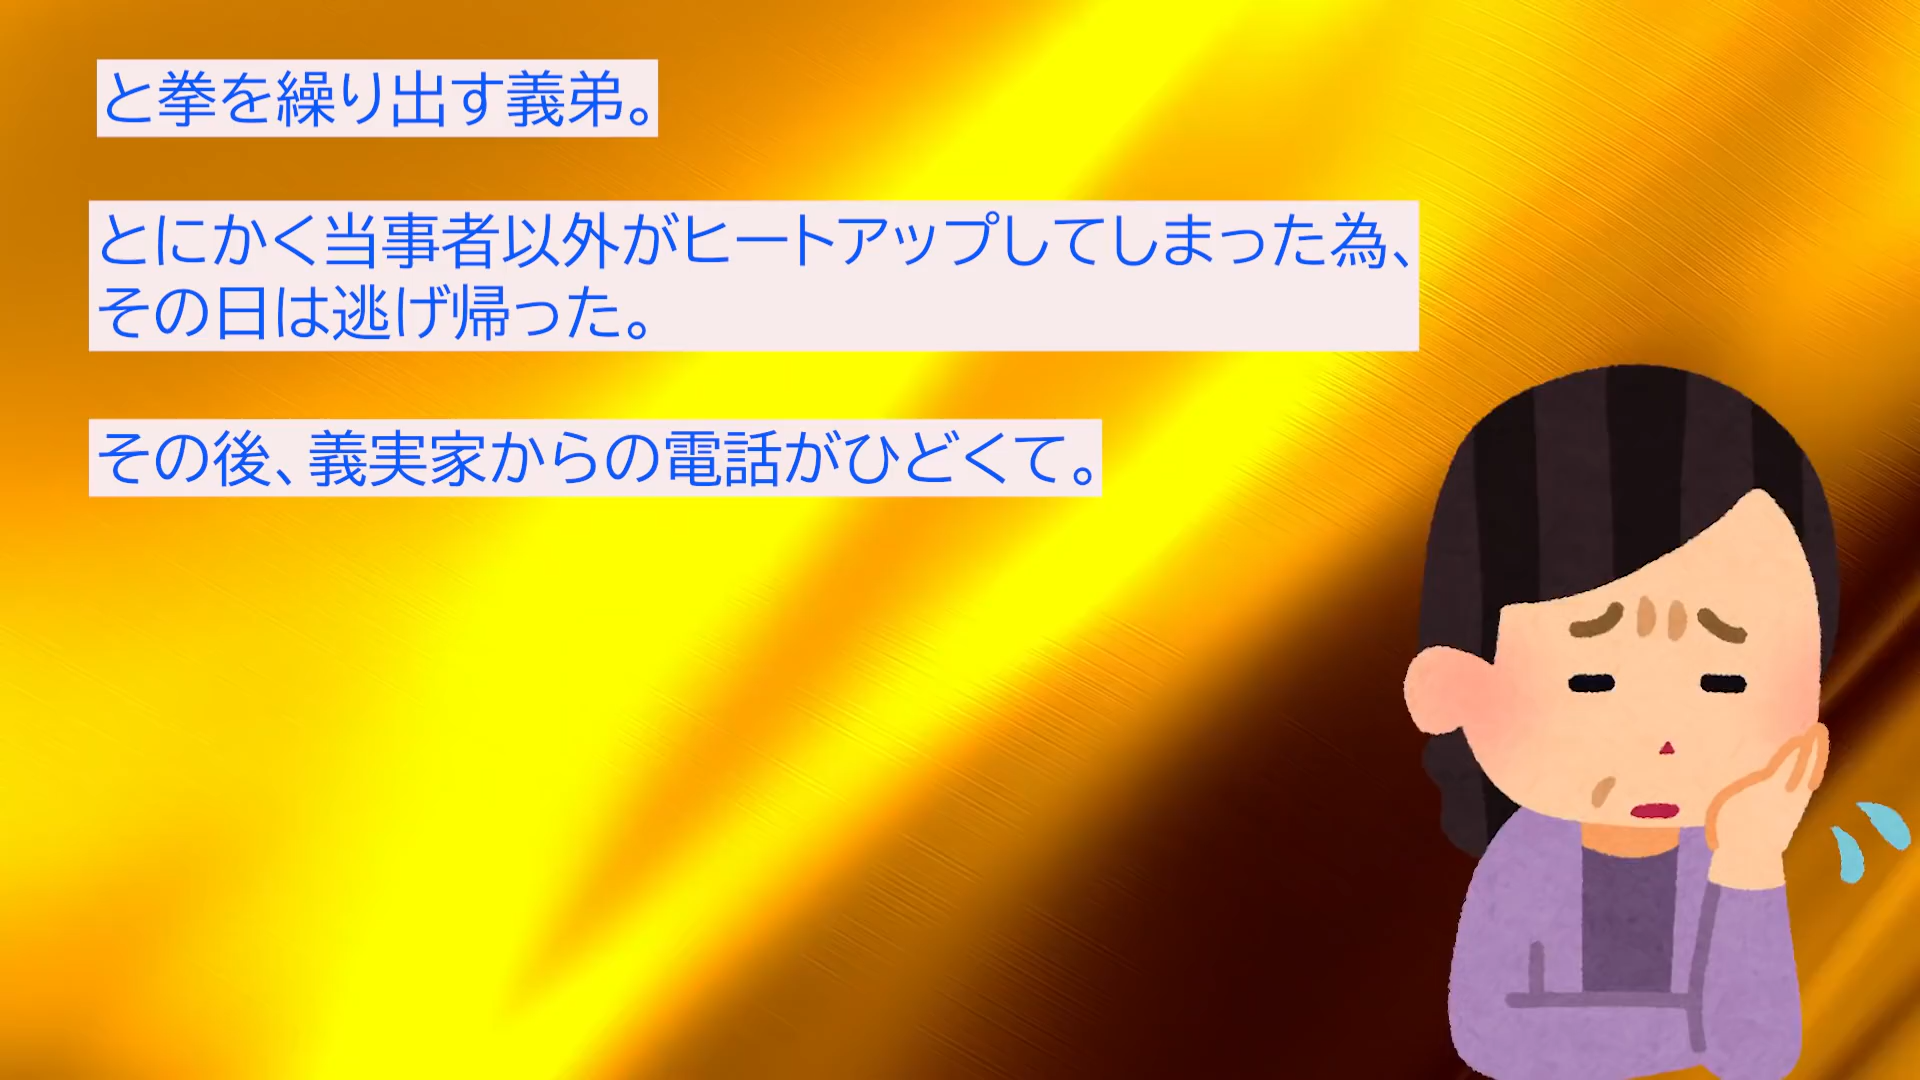 と拳を繰り出す義弟。
とにかく当事者以外がヒートアップしてしまった為、
その日は逃げ帰った。
その後、義実家からの電話がひどくて。